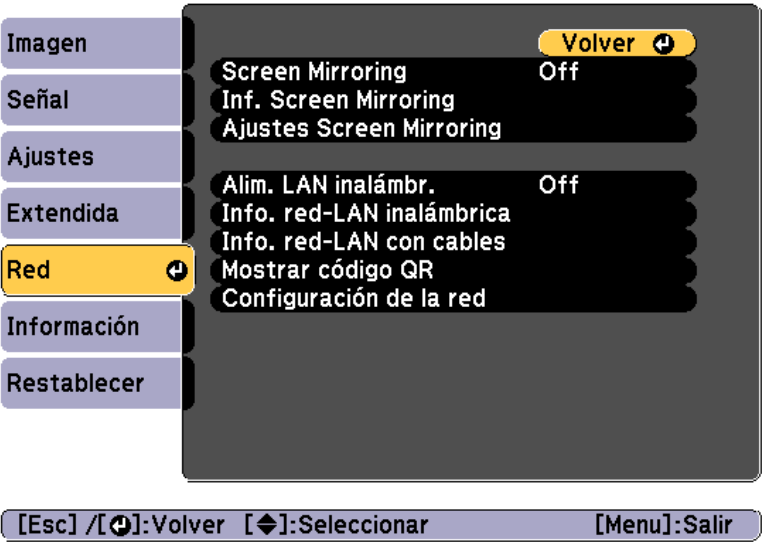 Imagen
Señal
Ajustes
Extendida
Red
Información
Restablecer
Volver
Screen Mirroring Off
Inf. Screen Mirroring
Ajustes Screen Mirroring
Alim. LAN inalámbr. Off
Info. red-LAN inalámbrica
Info. red-LAN con cables
Mostrar código QR
Configuración de la red
[Esc] /[⏎]:Volver [◆]:Seleccionar [Menu]:Salir